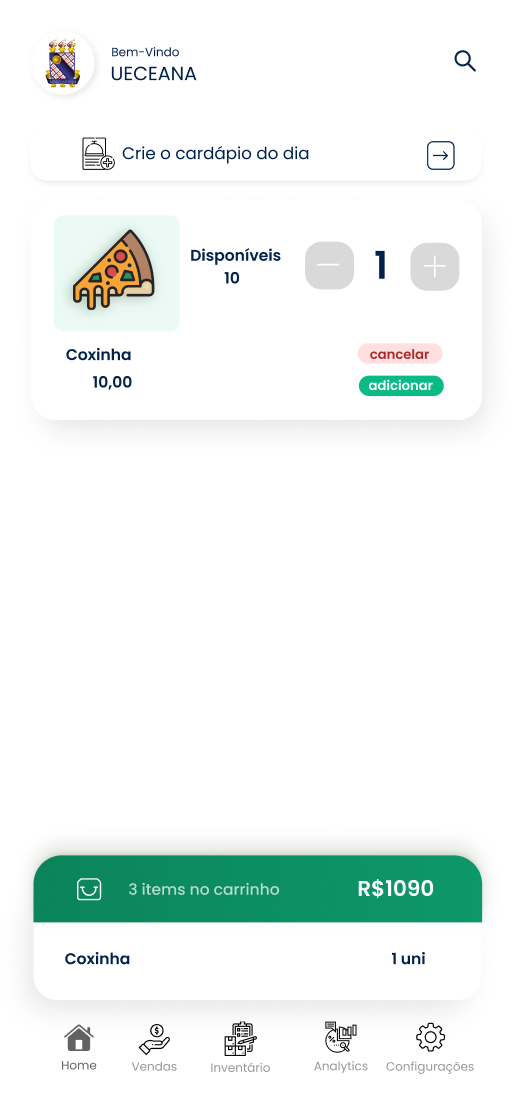 Bem-Vindo
UECEANA
Crie o cardápio do dia
Disponíveis
10
1
Coxinha
10,00
cancelar
adicionar
3 items no carrinho
R$1090
Coxinha
1 uni
Home
Vendas
Inventário
Analytics
Configurações